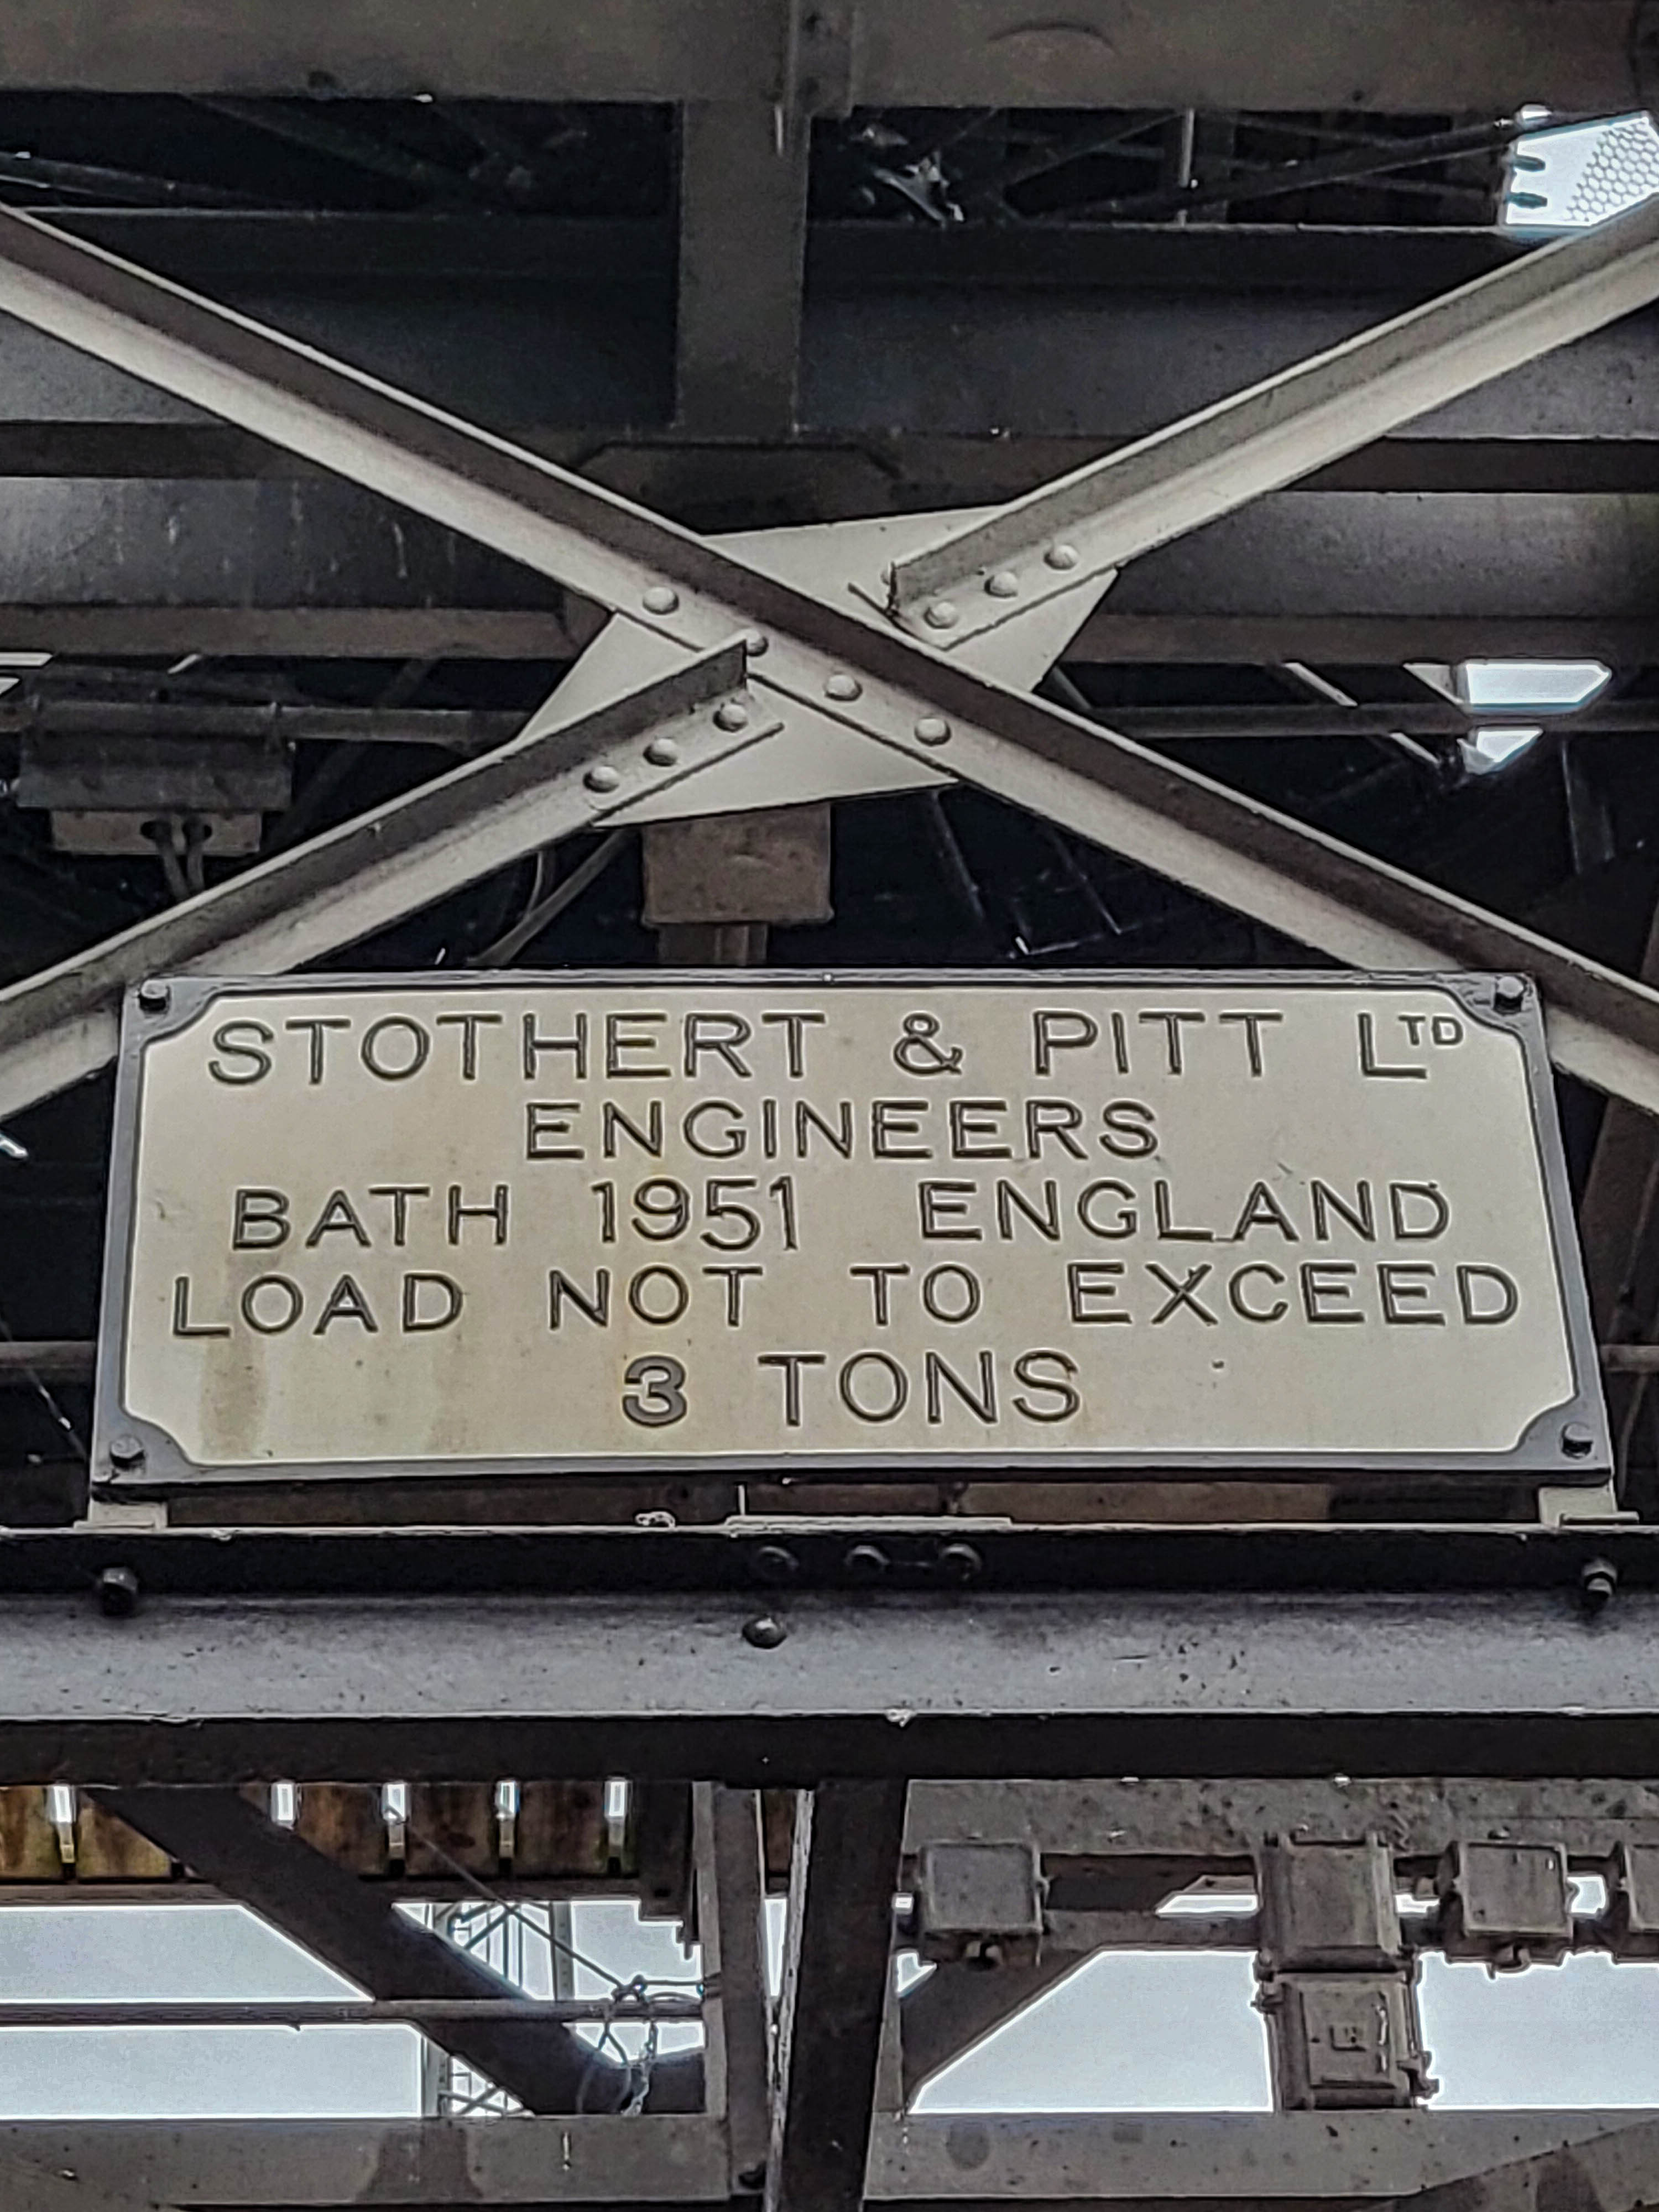 STOTHERT & PITT LTD
ENGINEERS
BATH 1951 ENGLAND
LOAD NOT TO EXCEED
3 TONS